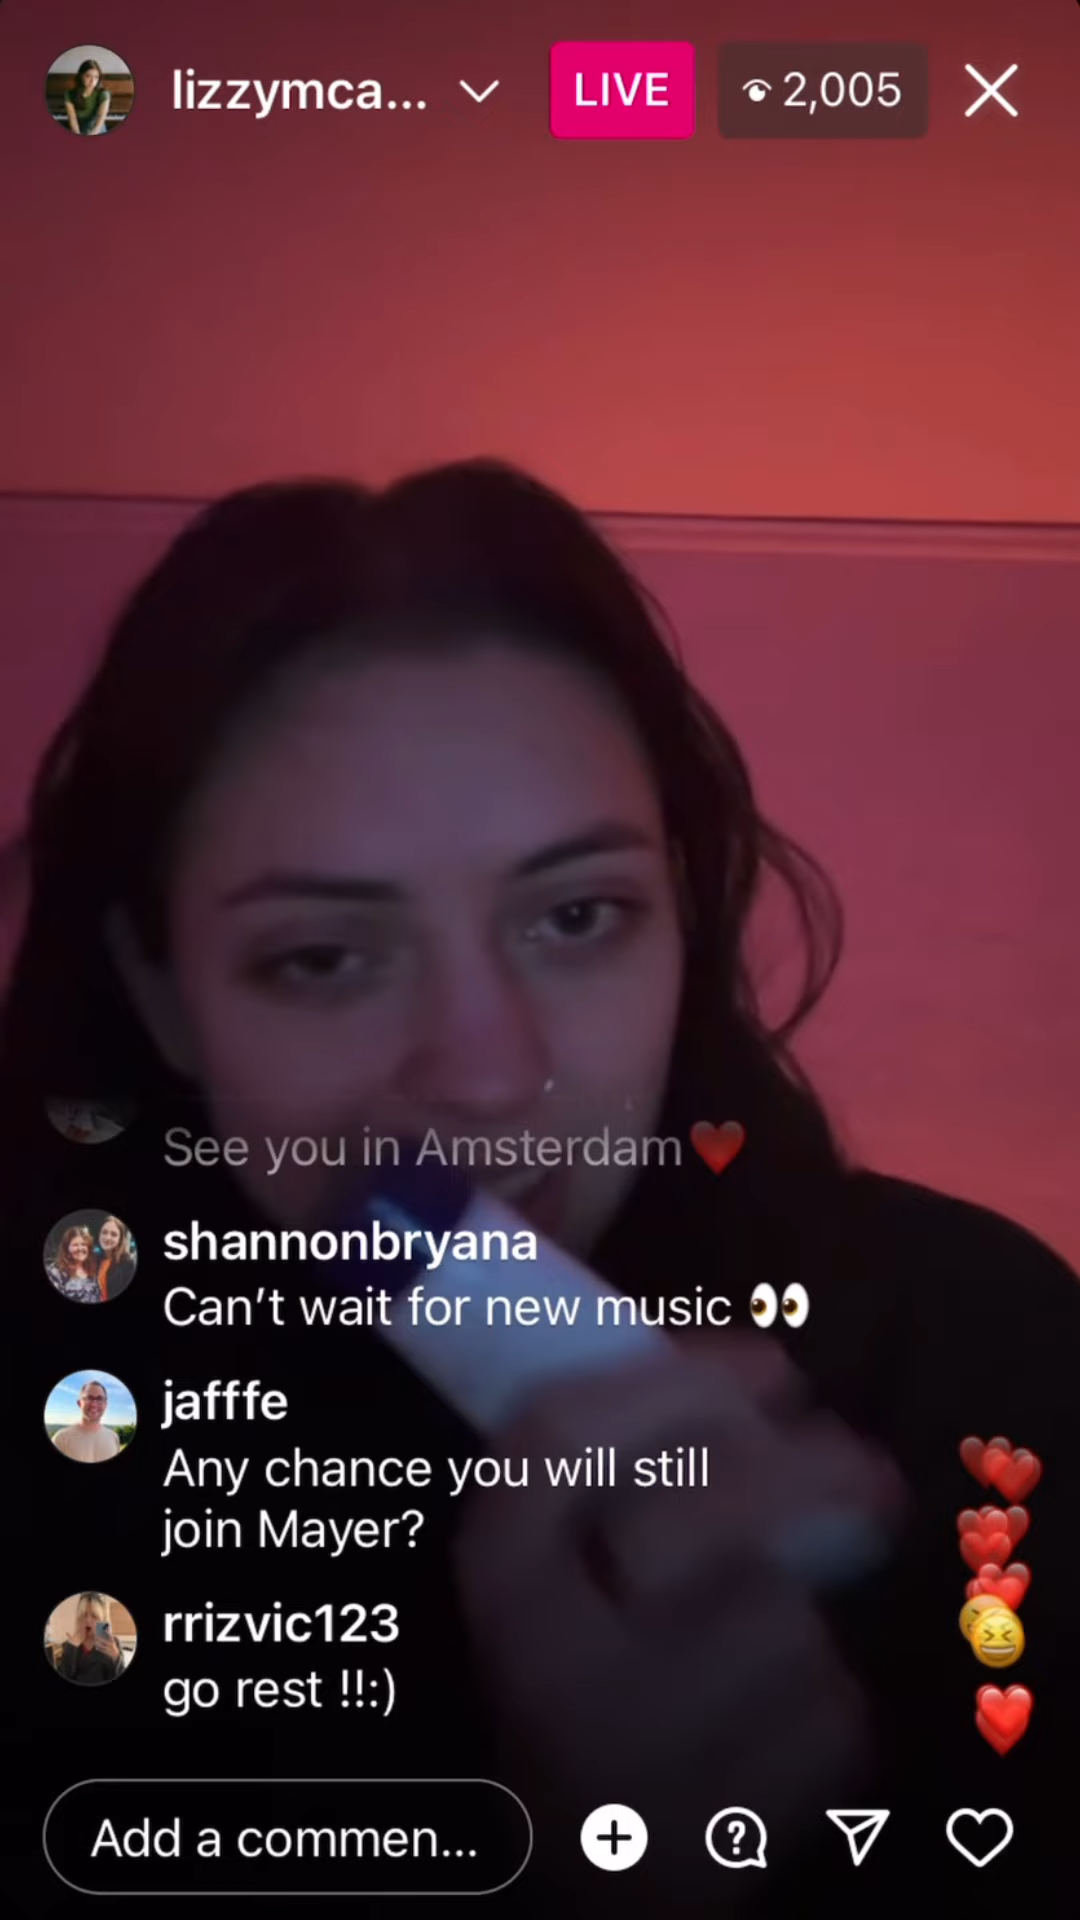 lizzymca...
LIVE
2,005
See you in Amsterdam❤️
shannonbryana
Can’t wait for new music 👀
jafffe
Any chance you will still
join Mayer?
rrizvic123
go rest !!:)
Add a commen...